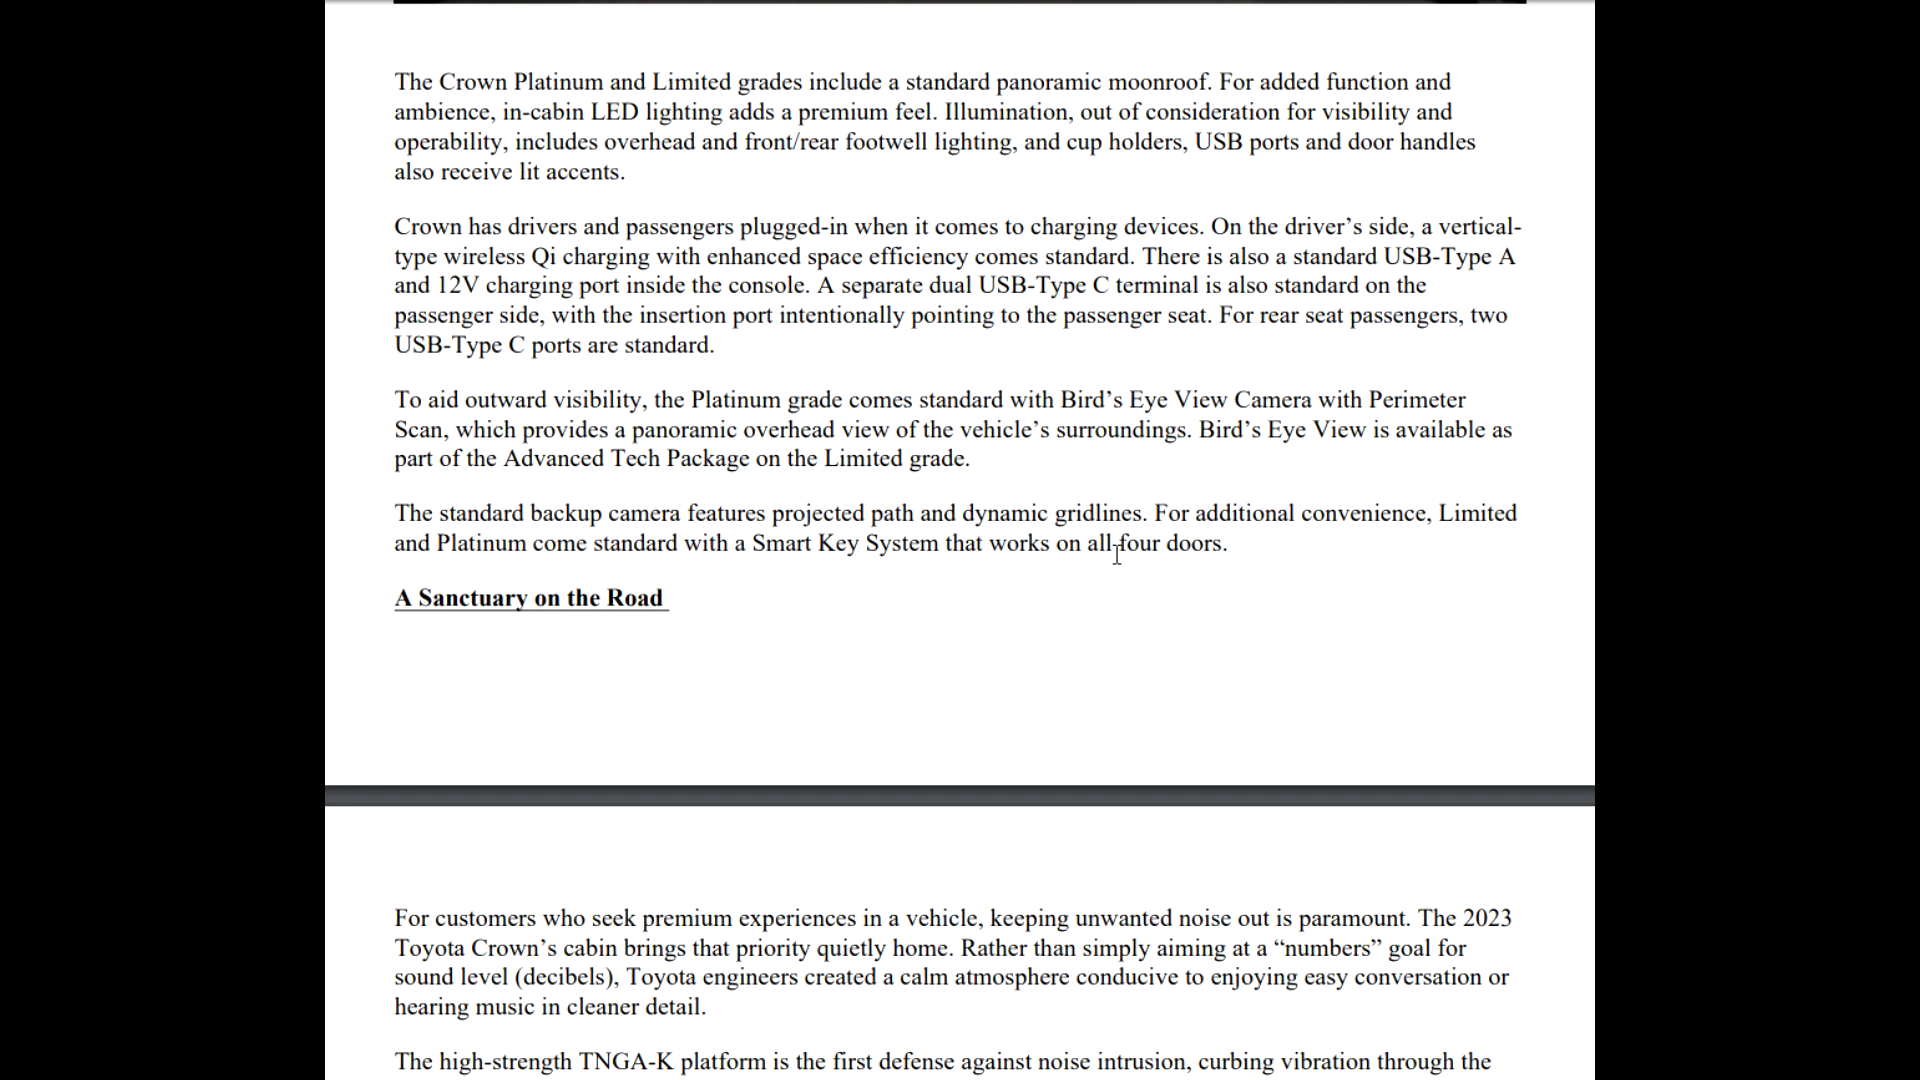 The Crown Platinum and Limited grades include a standard panoramic moonroof. For added function and
ambience, in-cabin LED lighting adds a premium feel. Illumination, out of consideration for visibility and
operability, includes overhead and front/rear footwell lighting, and cup holders, USB ports and door handles
also receive lit accents.
Crown has drivers and passengers plugged-in when it comes to charging devices. On the driver’s side, a vertical-
type wireless Qi charging with enhanced space efficiency comes standard. There is also a standard USB-Type A
and 12V charging port inside the console. A separate dual USB-Type C terminal is also standard on the
passenger side, with the insertion port intentionally pointing to the passenger seat. For rear seat passengers, two
USB-Type C ports are standard.
To aid outward visibility, the Platinum grade comes standard with Bird’s Eye View Camera with Perimeter
Scan, which provides a panoramic overhead view of the vehicle’s surroundings. Bird’s Eye View is available as
part of the Advanced Tech Package on the Limited grade.
The standard backup camera features projected path and dynamic gridlines. For additional convenience, Limited
and Platinum come standard with a Smart Key System that works on all-four doors.
A Sanctuary on the Road
For customers who seek premium experiences in a vehicle, keeping unwanted noise out is paramount. The 2023
Toyota Crown’s cabin brings that priority quietly home. Rather than simply aiming at a “numbers” goal for
sound level (decibels), Toyota engineers created a calm atmosphere conducive to enjoying easy conversation or
hearing music in cleaner detail.
The high-strength TNGA-K platform is the first defense against noise intrusion, curbing vibration through the